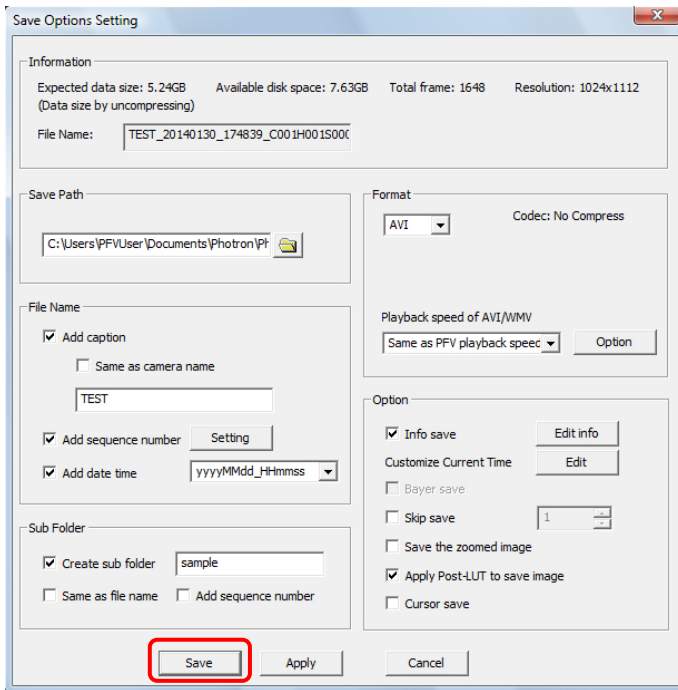 Save Options Setting
Information
Expected data size: 5.24GB Available disk space: 7.63GB Total frame: 1648 Resolution: 1024x1112
(Data size by uncompressing)
File Name: TEST_20140130_174839_C001H001S000
Save Path
C:\Users\PFVUser\Documents\Photron\Pf
Format
AVI Codec: No Compress
Playback speed of AVI/WMV
Same as PFV playback speed Option
File Name
Add caption
Same as camera name
TEST
Add sequence number Setting
Add date time yyyyMMdd_HHmmss
Option
Info save Edit info
Customize Current Time Edit
Bayer save
Skip save 1
Save the zoomed image
Apply Post-LUT to save image
Cursor save
Sub Folder
Create sub folder sample
Same as file name Add sequence number
Save Apply Cancel